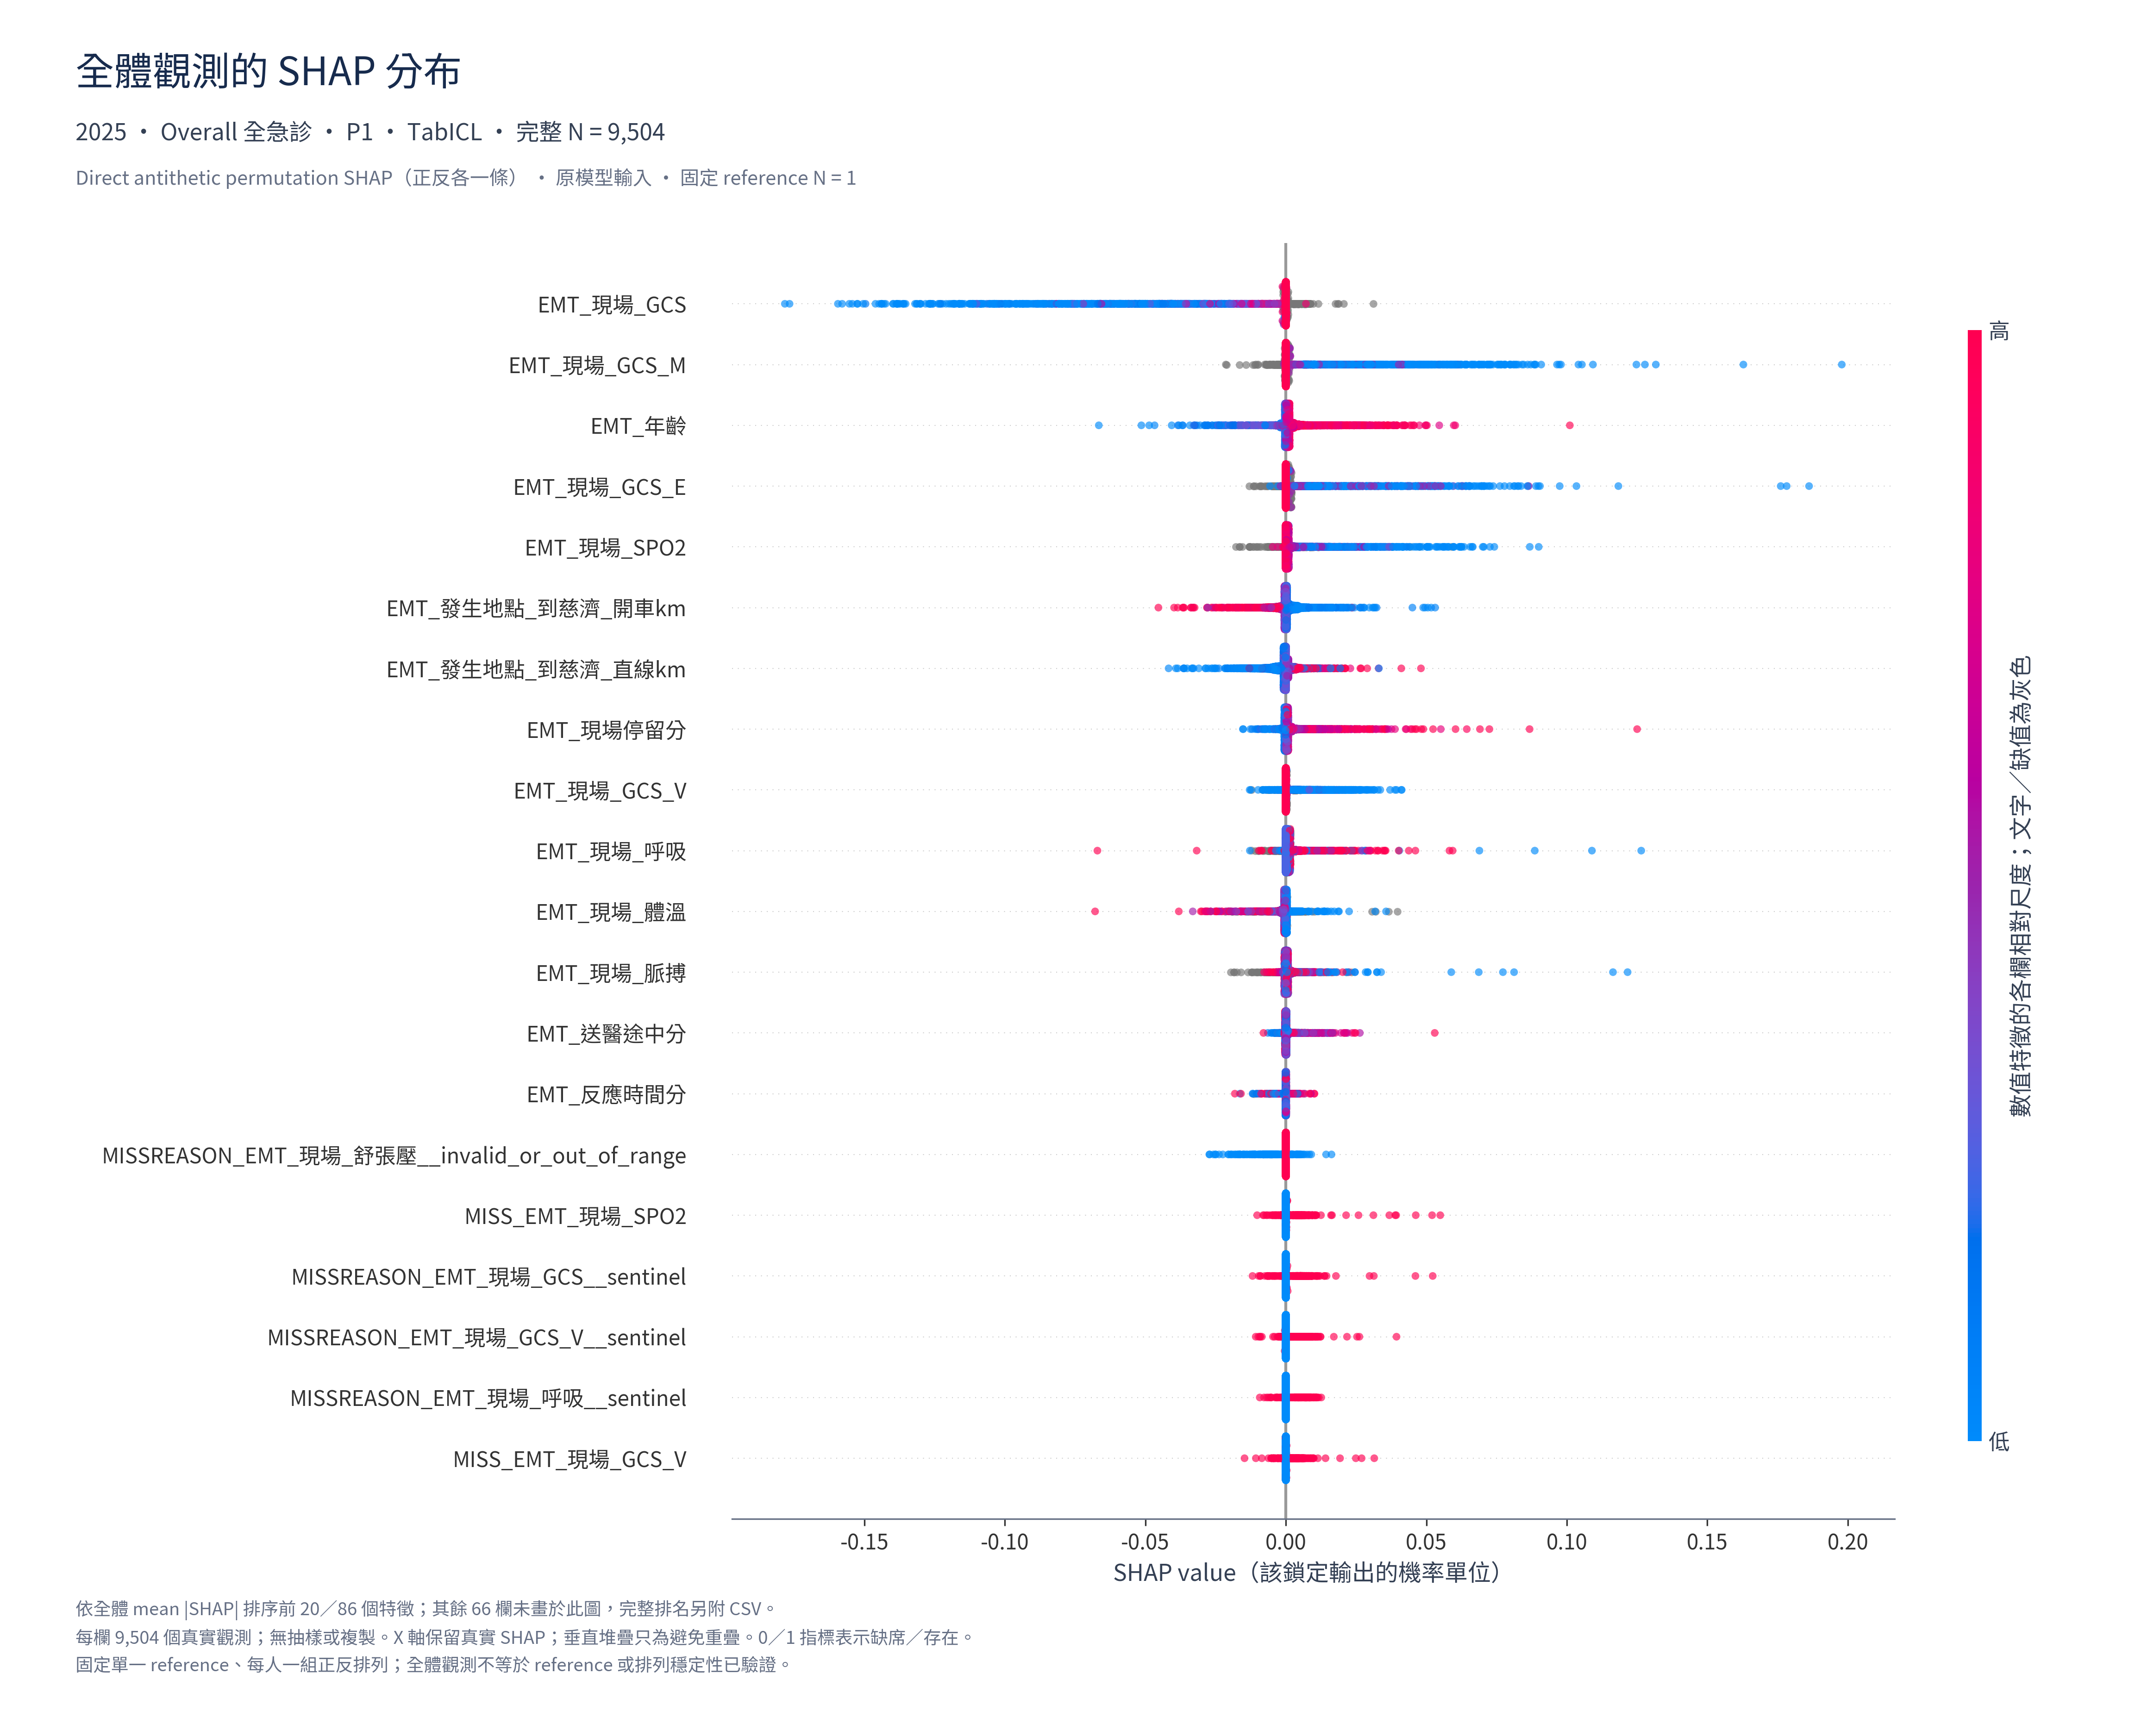 全體觀測的 SHAP 分布
2025 • Overall 全急診 • P1 • TabICL • 完整 N = 9,504
Direct antithetic permutation SHAP（正反各一條） • 原模型輸入 • 固定 reference N = 1
EMT_現場_GCS
EMT_現場_GCS_M
EMT_年齡
EMT_現場_GCS_E
EMT_現場_SPO2
EMT_發生地點_到慈濟_開車km
EMT_發生地點_到慈濟_直線km
EMT_現場停留分
EMT_現場_GCS_V
EMT_現場_呼吸
EMT_現場_體溫
EMT_現場_脈搏
EMT_送醫途中分
EMT_反應時間分
MISSREASON_EMT_現場_舒張壓__invalid_or_out_of_range
MISS_EMT_現場_SPO2
MISSREASON_EMT_現場_GCS__sentinel
MISSREASON_EMT_現場_GCS_V__sentinel
MISSREASON_EMT_現場_呼吸__sentinel
MISS_EMT_現場_GCS_V
高
數值特徵的各欄相對尺度；文字／缺值為灰色
低
-0.15 -0.10 -0.05 0.00 0.05 0.10 0.15 0.20
SHAP value（該鎖定輸出的機率單位）
依全體 mean |SHAP| 排序前 20／86 個特徵；其餘 66 欄未畫於此圖，完整排名另附 CSV。
每欄 9,504 個真實觀測；無抽樣或複製。X 軸保留真實 SHAP；垂直堆疊只為避免重疊。0／1 指標表示缺席／存在。
固定單一 reference、每人一組正反排列；全體觀測不等於 reference 或排列穩定性已驗證。